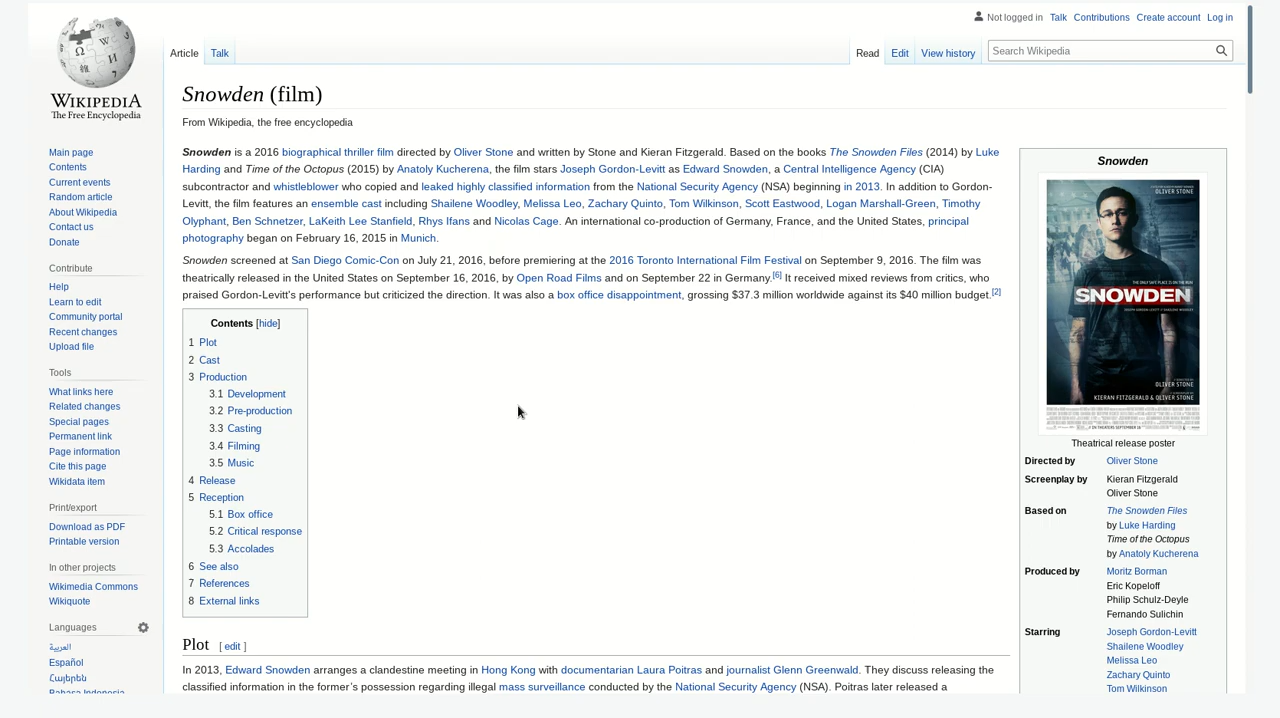 Not logged in Talk Contributions Create account Log in
Article Talk Read Edit View history Search Wikipedia
WIKIPEDIA
The Free Encyclopedia
Main page
Contents
Current events
Random article
About Wikipedia
Contact us
Donate
Contribute
Help
Learn to edit
Community portal
Recent changes
Upload file
Tools
What links here
Related changes
Special pages
Permanent link
Page information
Cite this page
Wikidata item
Print/export
Download as PDF
Printable version
In other projects
Wikimedia Commons
Wikiquote
Languages
العربية
Español
Հայերեն
Bahasa Indonesia
Snowden (film)
From Wikipedia, the free encyclopedia
Snowden is a 2016 biographical thriller film directed by Oliver Stone and written by Stone and Kieran Fitzgerald. Based on the books The Snowden Files (2014) by Luke
Harding and Time of the Octopus (2015) by Anatoly Kucherena, the film stars Joseph Gordon-Levitt as Edward Snowden, a Central Intelligence Agency (CIA)
subcontractor and whistleblower who copied and leaked highly classified information from the National Security Agency (NSA) beginning in 2013. In addition to Gordon-
Levitt, the film features an ensemble cast including Shailene Woodley, Melissa Leo, Zachary Quinto, Tom Wilkinson, Scott Eastwood, Logan Marshall-Green, Timothy
Olyphant, Ben Schnetzer, LaKeith Lee Stanfield, Rhys Ifans and Nicolas Cage. An international co-production of Germany, France, and the United States, principal
photography began on February 16, 2015 in Munich.
Snowden screened at San Diego Comic-Con on July 21, 2016, before premiering at the 2016 Toronto International Film Festival on September 9, 2016. The film was
theatrically released in the United States on September 16, 2016, by Open Road Films and on September 22 in Germany.[6] It received mixed reviews from critics, who
praised Gordon-Levitt's performance but criticized the direction. It was also a box office disappointment, grossing $37.3 million worldwide against its $40 million budget.[2]
Contents [hide]
1 Plot
2 Cast
3 Production
3.1 Development
3.2 Pre-production
3.3 Casting
3.4 Filming
3.5 Music
4 Release
5 Reception
5.1 Box office
5.2 Critical response
5.3 Accolades
6 See also
7 References
8 External links
Plot [ edit ]
In 2013, Edward Snowden arranges a clandestine meeting in Hong Kong with documentarian Laura Poitras and journalist Glenn Greenwald. They discuss releasing the
classified information in the former's possession regarding illegal mass surveillance conducted by the National Security Agency (NSA). Poitras later released a
Snowden
OLIVER STONE
THE ONLY SAFE PLACE IS ON THE RUN
SNOWDEN
OLIVER STONE
KIERAN FITZGERALD & OLIVER STONE
Theatrical release poster
Directed by Oliver Stone
Screenplay by Kieran Fitzgerald
Oliver Stone
Based on The Snowden Files
by Luke Harding
Time of the Octopus
by Anatoly Kucherena
Produced by Moritz Borman
Eric Kopeloff
Philip Schulz-Deyle
Fernando Sulichin
Starring Joseph Gordon-Levitt
Shailene Woodley
Melissa Leo
Zachary Quinto
Tom Wilkinson